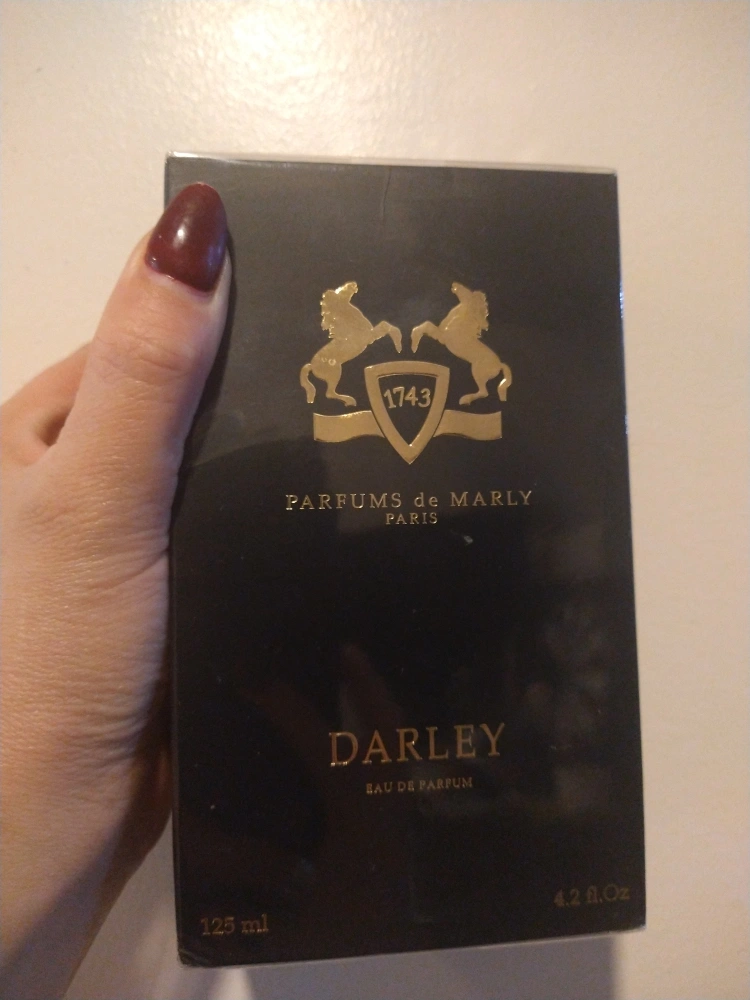 1743
PARFUMS de MARLY
PARIS
DARLEY
EAU DE PARFUM
125 ml
4.2 fl.Oz